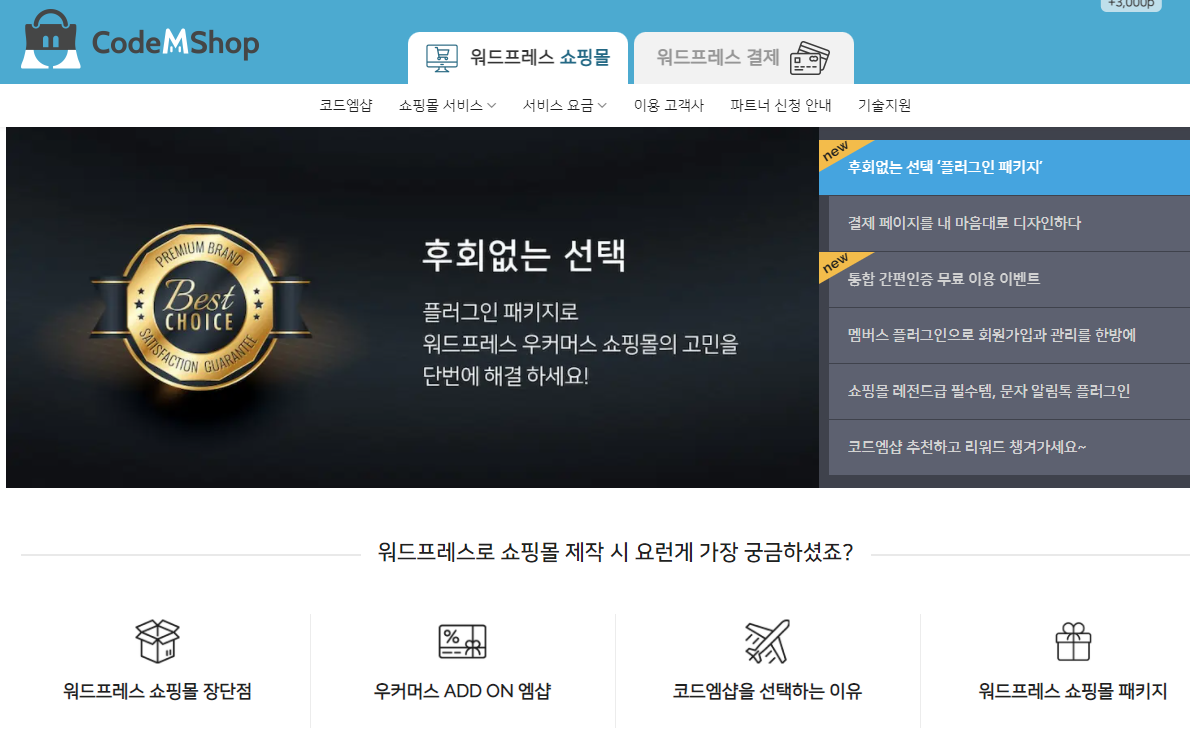 +3,000p
CodeMShop
워드프레스 쇼핑몰
워드프레스 결제
코드엠샵 쇼핑몰 서비스 서비스 요금 이용 고객사 파트너 신청 안내 기술지원
PREMIUM BRAND
Best
CHOICE
SATISFACTION GUARANTEE
후회없는 선택
플러그인 패키지로
워드프레스 우커머스 쇼핑몰의 고민을
단번에 해결 하세요!
new
후회없는 선택 ‘플러그인 패키지’
결제 페이지를 내 마음대로 디자인하다
new
통합 간편인증 무료 이용 이벤트
멤버스 플러그인으로 회원가입과 관리를 한방에
쇼핑몰 레전드급 필수템, 문자 알림톡 플러그인
코드엠샵 추천하고 리워드 챙겨가세요~
워드프레스로 쇼핑몰 제작 시 요런게 가장 궁금하셨죠?
워드프레스 쇼핑몰 장단점
우커머스 ADD ON 엠샵
코드엠샵을 선택하는 이유
워드프레스 쇼핑몰 패키지